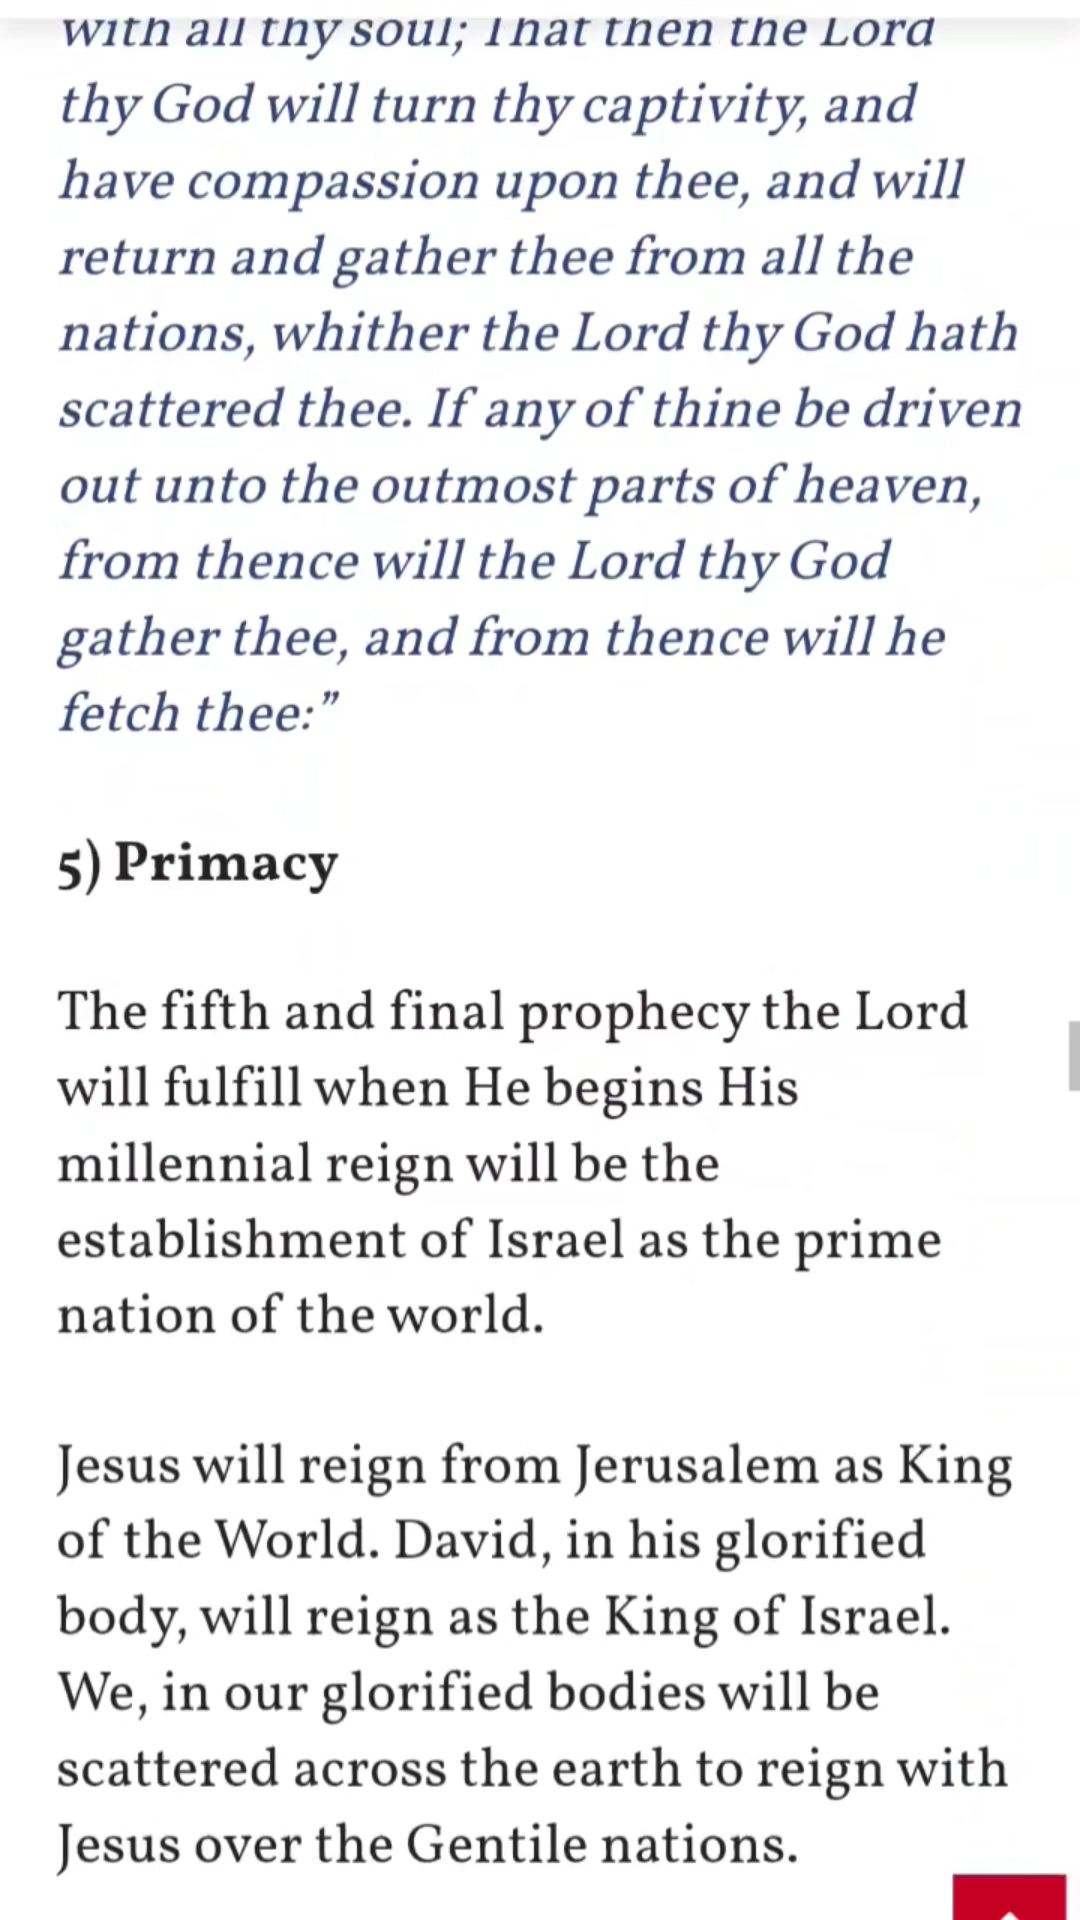 with all thy soul; That then the Lord
thy God will turn thy captivity, and
have compassion upon thee, and will
return and gather thee from all the
nations, whither the Lord thy God hath
scattered thee. If any of thine be driven
out unto the outmost parts of heaven,
from thence will the Lord thy God
gather thee, and from thence will he
fetch thee:”
5) Primacy
The fifth and final prophecy the Lord
will fulfill when He begins His
millennial reign will be the
establishment of Israel as the prime
nation of the world.
Jesus will reign from Jerusalem as King
of the World. David, in his glorified
body, will reign as the King of Israel.
We, in our glorified bodies will be
scattered across the earth to reign with
Jesus over the Gentile nations.